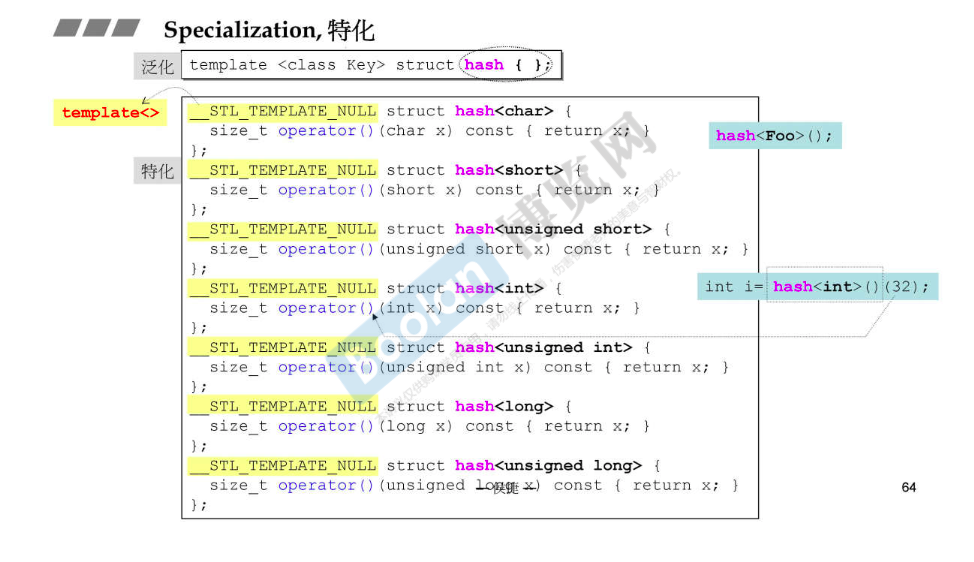 Specialization, 特化
泛化 template <class Key> struct hash { };
template<>
__STL_TEMPLATE_NULL struct hash<char> {
size_t operator()(char x) const { return x; }
};
hash<Foo>();
特化
__STL_TEMPLATE_NULL struct hash<short> {
size_t operator()(short x) const { return x; }
};
__STL_TEMPLATE_NULL struct hash<unsigned short> {
size_t operator()(unsigned short x) const { return x; }
};
__STL_TEMPLATE_NULL struct hash<int> {
size_t operator()(int x) const { return x; }
};
int i= hash<int>()(32);
__STL_TEMPLATE_NULL struct hash<unsigned int> {
size_t operator()(unsigned int x) const { return x; }
};
__STL_TEMPLATE_NULL struct hash<long> {
size_t operator()(long x) const { return x; }
};
__STL_TEMPLATE_NULL struct hash<unsigned long> {
size_t operator()(unsigned long x) const { return x; }
};
— 侯捷 —
64
Boolan 博览网